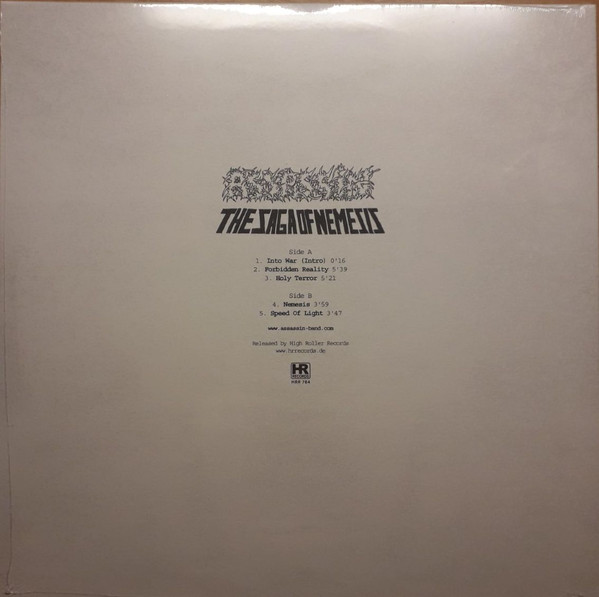 ASSASSIN
THE SAGA OF NEMESIS
Side A
1. Into War (Intro) 0'16
2. Forbidden Reality 5'39
3. Holy Terror 5'21
Side B
4. Nemesis 3'59
5. Speed Of Light 3'47
www.assassin-band.com
Released by High Roller Records
www.hrrecords.de
HR
RECORDS
HRR 784